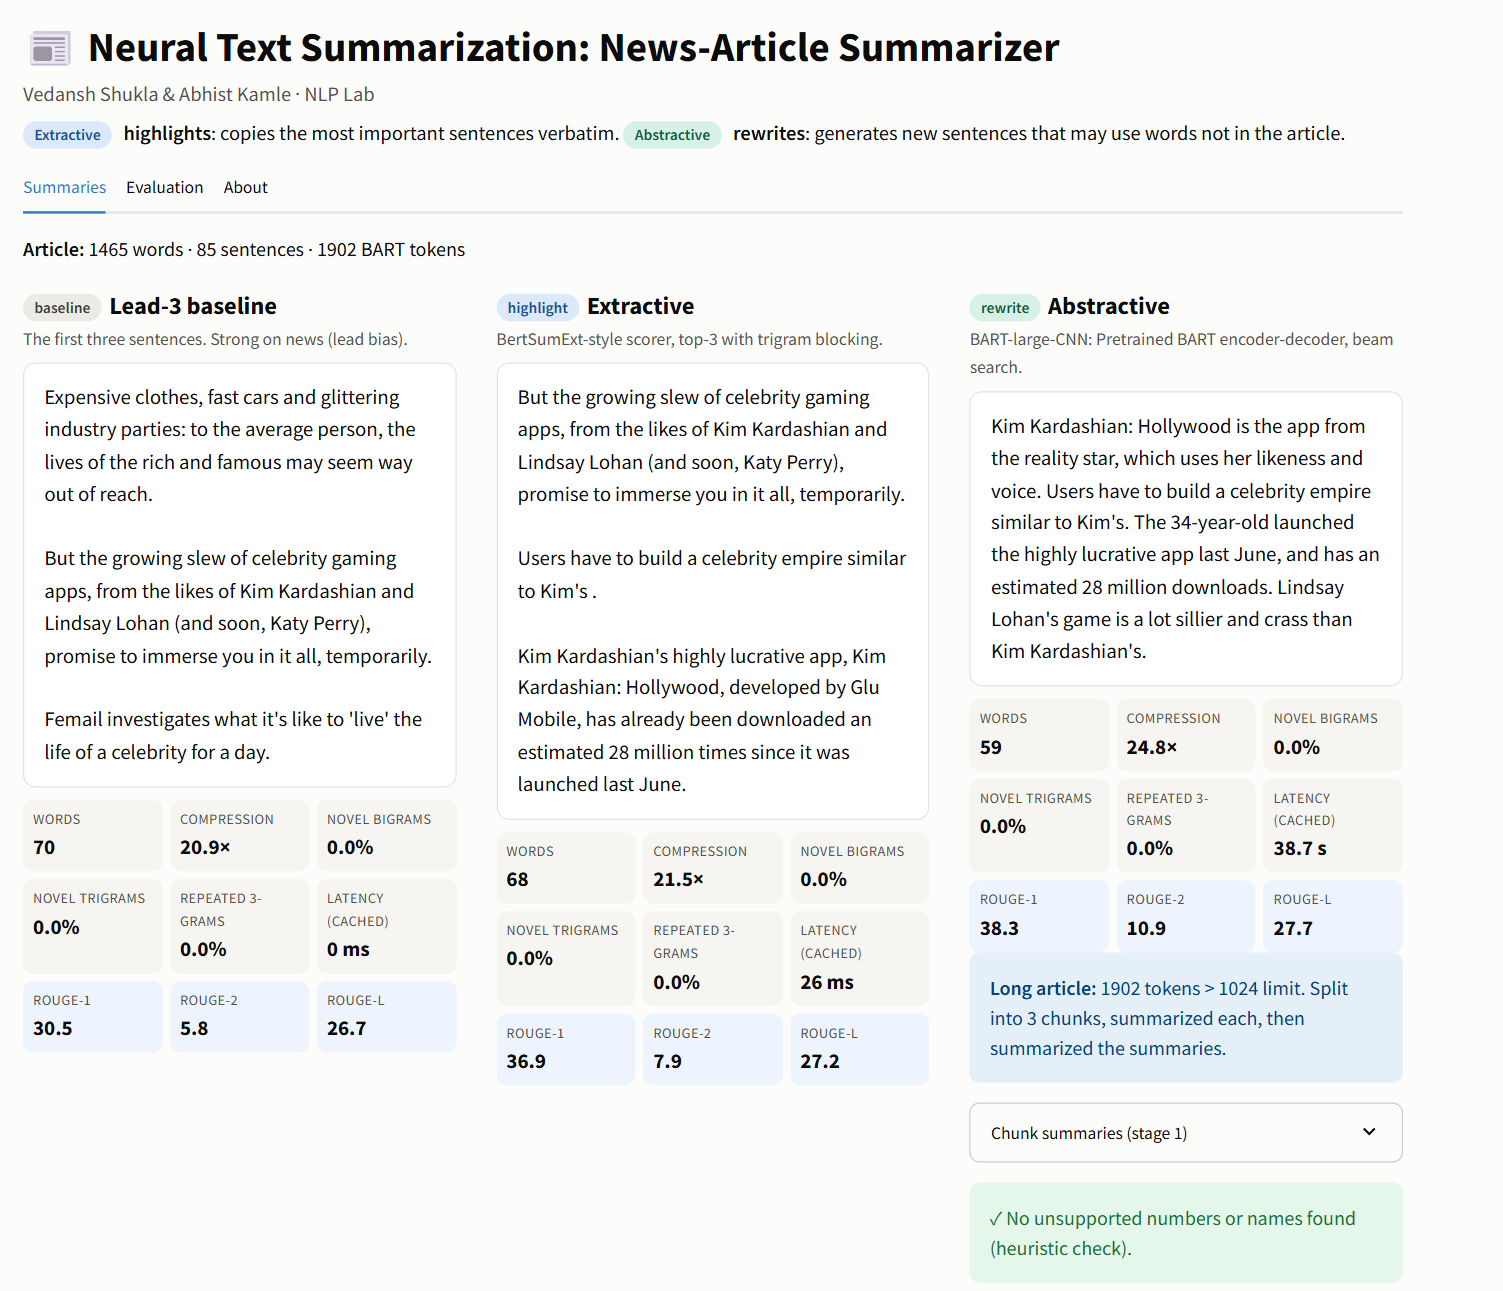 Neural Text Summarization: News-Article Summarizer
Vedansh Shukla & Abhist Kamle · NLP Lab
Extractive highlights: copies the most important sentences verbatim. Abstractive rewrites: generates new sentences that may use words not in the article.
Summaries Evaluation About
Article: 1465 words · 85 sentences · 1902 BART tokens
baseline Lead-3 baseline
The first three sentences. Strong on news (lead bias).
Expensive clothes, fast cars and glittering
industry parties: to the average person, the
lives of the rich and famous may seem way
out of reach.
But the growing slew of celebrity gaming
apps, from the likes of Kim Kardashian and
Lindsay Lohan (and soon, Katy Perry),
promise to immerse you in it all, temporarily.
Femail investigates what it's like to 'live' the
life of a celebrity for a day.
WORDS COMPRESSION NOVEL BIGRAMS
70 20.9× 0.0%
NOVEL TRIGRAMS REPEATED 3- LATENCY
GRAMS (CACHED)
0.0% 0.0% 0 ms
ROUGE-1 ROUGE-2 ROUGE-L
30.5 5.8 26.7
highlight Extractive
BertSumExt-style scorer, top-3 with trigram blocking.
But the growing slew of celebrity gaming
apps, from the likes of Kim Kardashian and
Lindsay Lohan (and soon, Katy Perry),
promise to immerse you in it all, temporarily.
Users have to build a celebrity empire similar
to Kim's .
Kim Kardashian's highly lucrative app, Kim
Kardashian: Hollywood, developed by Glu
Mobile, has already been downloaded an
estimated 28 million times since it was
launched last June.
WORDS COMPRESSION NOVEL BIGRAMS
68 21.5× 0.0%
NOVEL TRIGRAMS REPEATED 3- LATENCY
GRAMS (CACHED)
0.0% 0.0% 26 ms
ROUGE-1 ROUGE-2 ROUGE-L
36.9 7.9 27.2
rewrite Abstractive
BART-large-CNN: Pretrained BART encoder-decoder, beam
search.
Kim Kardashian: Hollywood is the app from
the reality star, which uses her likeness and
voice. Users have to build a celebrity empire
similar to Kim's. The 34-year-old launched
the highly lucrative app last June, and has an
estimated 28 million downloads. Lindsay
Lohan's game is a lot sillier and crass than
Kim Kardashian's.
WORDS COMPRESSION NOVEL BIGRAMS
59 24.8× 0.0%
NOVEL TRIGRAMS REPEATED 3- LATENCY
GRAMS (CACHED)
0.0% 0.0% 38.7 s
ROUGE-1 ROUGE-2 ROUGE-L
38.3 10.9 27.7
Long article: 1902 tokens > 1024 limit. Split
into 3 chunks, summarized each, then
summarized the summaries.
Chunk summaries (stage 1)
✓ No unsupported numbers or names found
(heuristic check).